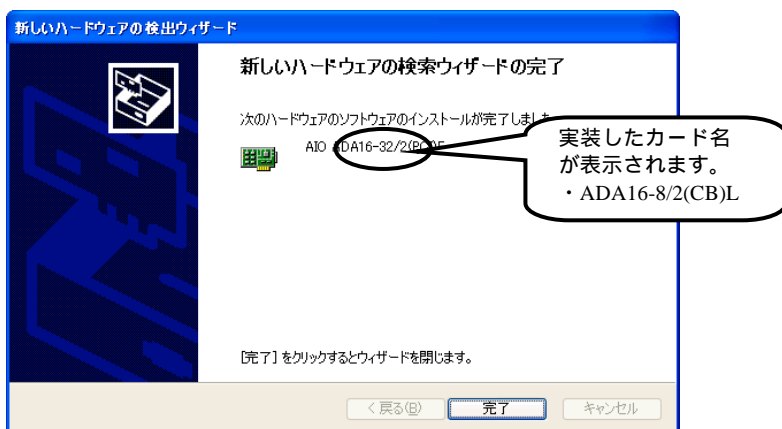 新しいハードウェアの検出ウィザード
新しいハードウェアの検索ウィザードの完了
次のハードウェアのソフトウェアのインストールが完了しました
AIO ADA16-32/2(PCI)F
実装したカード名
が表示されます。
・ADA16-8/2(CB)L
[完了] をクリックするとウィザードを閉じます。
< 戻る(B)
完了
キャンセル